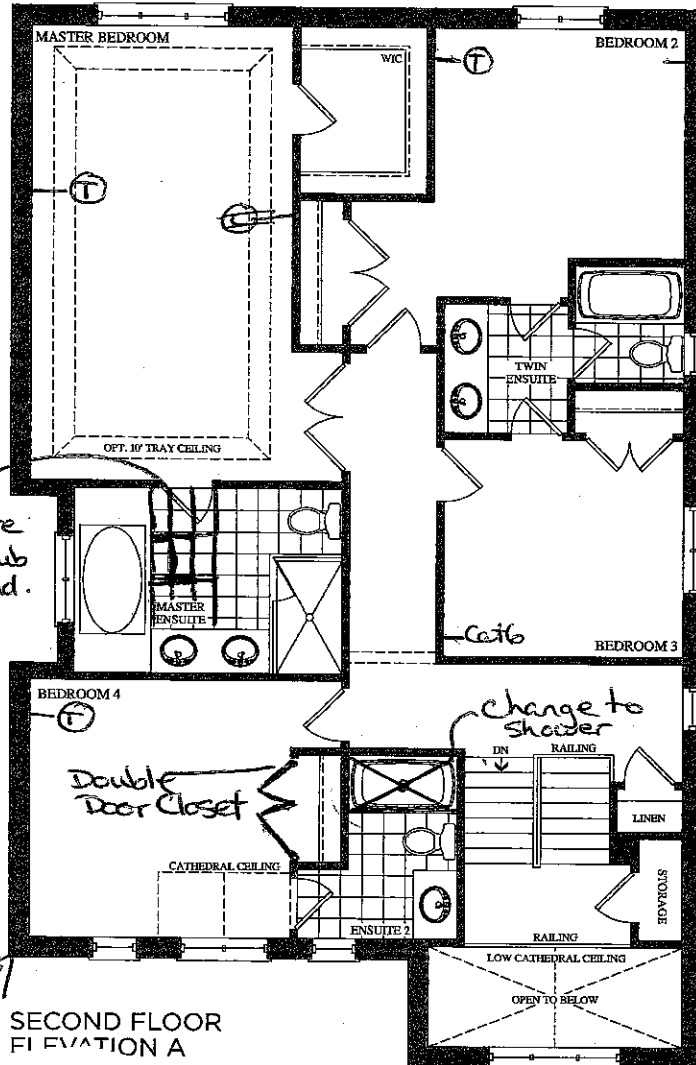 MASTER BEDROOM
WIC
BEDROOM 2
T
T
C
TWIN
ENSUITE
OPT. 10' TRAY CEILING
MASTER
ENSUITE
Cat6
BEDROOM 3
BEDROOM 4
T
Change to
Shower
DN
RAILING
Double
Door Closet
LINEN
CATHEDRAL CEILING
STORAGE
ENSUITE 2
RAILING
LOW CATHEDRAL CEILING
OPEN TO BELOW
SECOND FLOOR
ELEVATION A